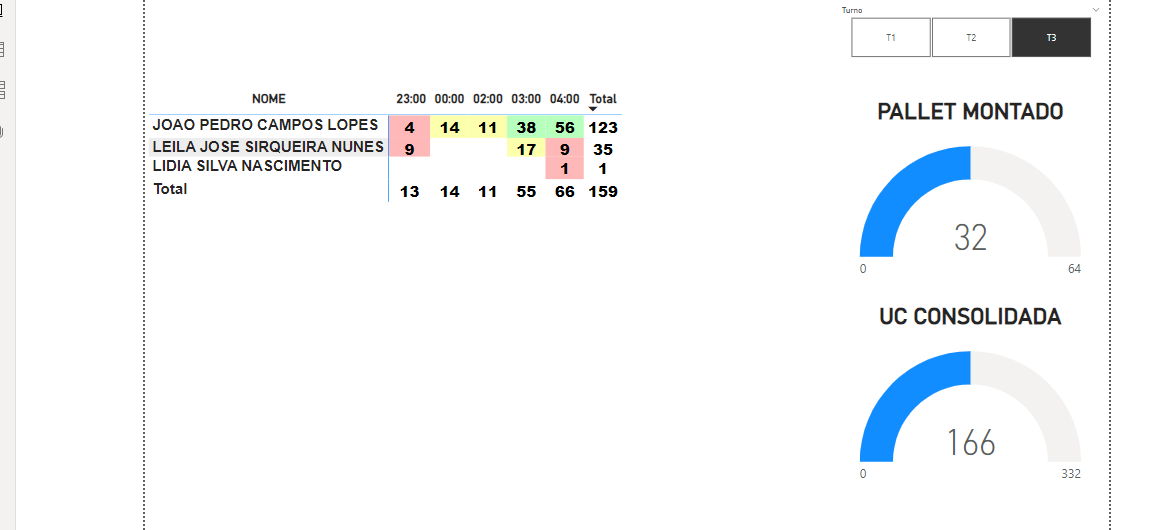 Turno
T1 T2 T3
NOME 23:00 00:00 02:00 03:00 04:00 Total
JOAO PEDRO CAMPOS LOPES 4 14 11 38 56 123
LEILA JOSE SIRQUEIRA NUNES 9 17 9 35
LIDIA SILVA NASCIMENTO 1 1
Total 13 14 11 55 66 159
PALLET MONTADO
32
0 64
UC CONSOLIDADA
166
0 332